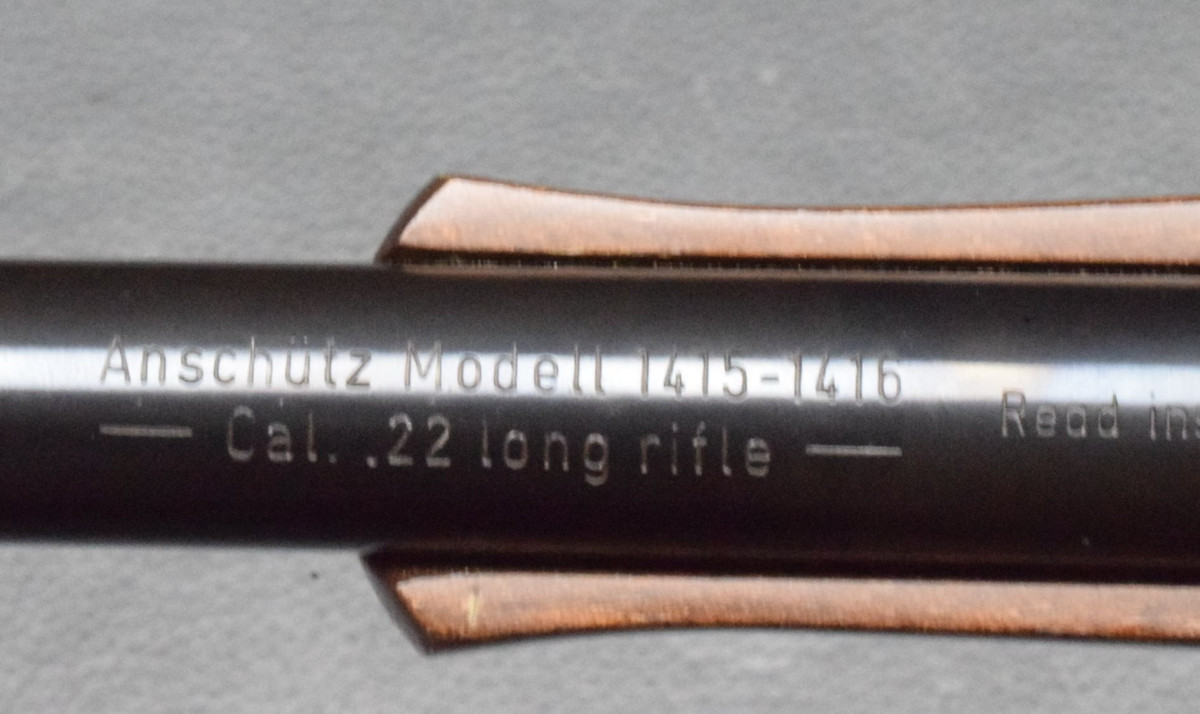 Anschütz Modell 1415-1416
— Cal. .22 long rifle —
Read